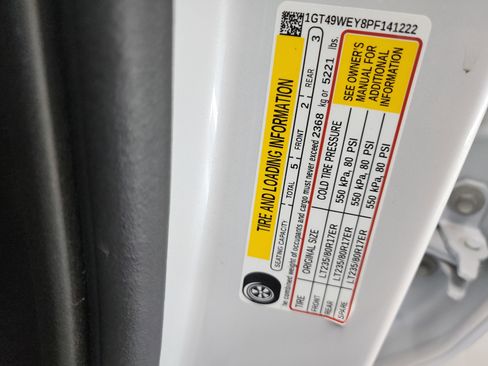 1GT49WEY8PF141222
TIRE AND LOADING INFORMATION
SEATING CAPACITY TOTAL 5 FRONT 2 REAR 3
he combined weight of occupants and cargo must never exceed 2368 kg or 5221 lbs.
TIRE ORIGINAL SIZE COLD TIRE PRESSURE
FRONT LT235/80R17ER 550 kPa, 80 PSI
REAR LT235/80R17ER 550 kPa, 80 PSI
SPARE LT235/80R17ER 550 kPa, 80 PSI
SEE OWNER'S
MANUAL FOR
ADDITIONAL
INFORMATION